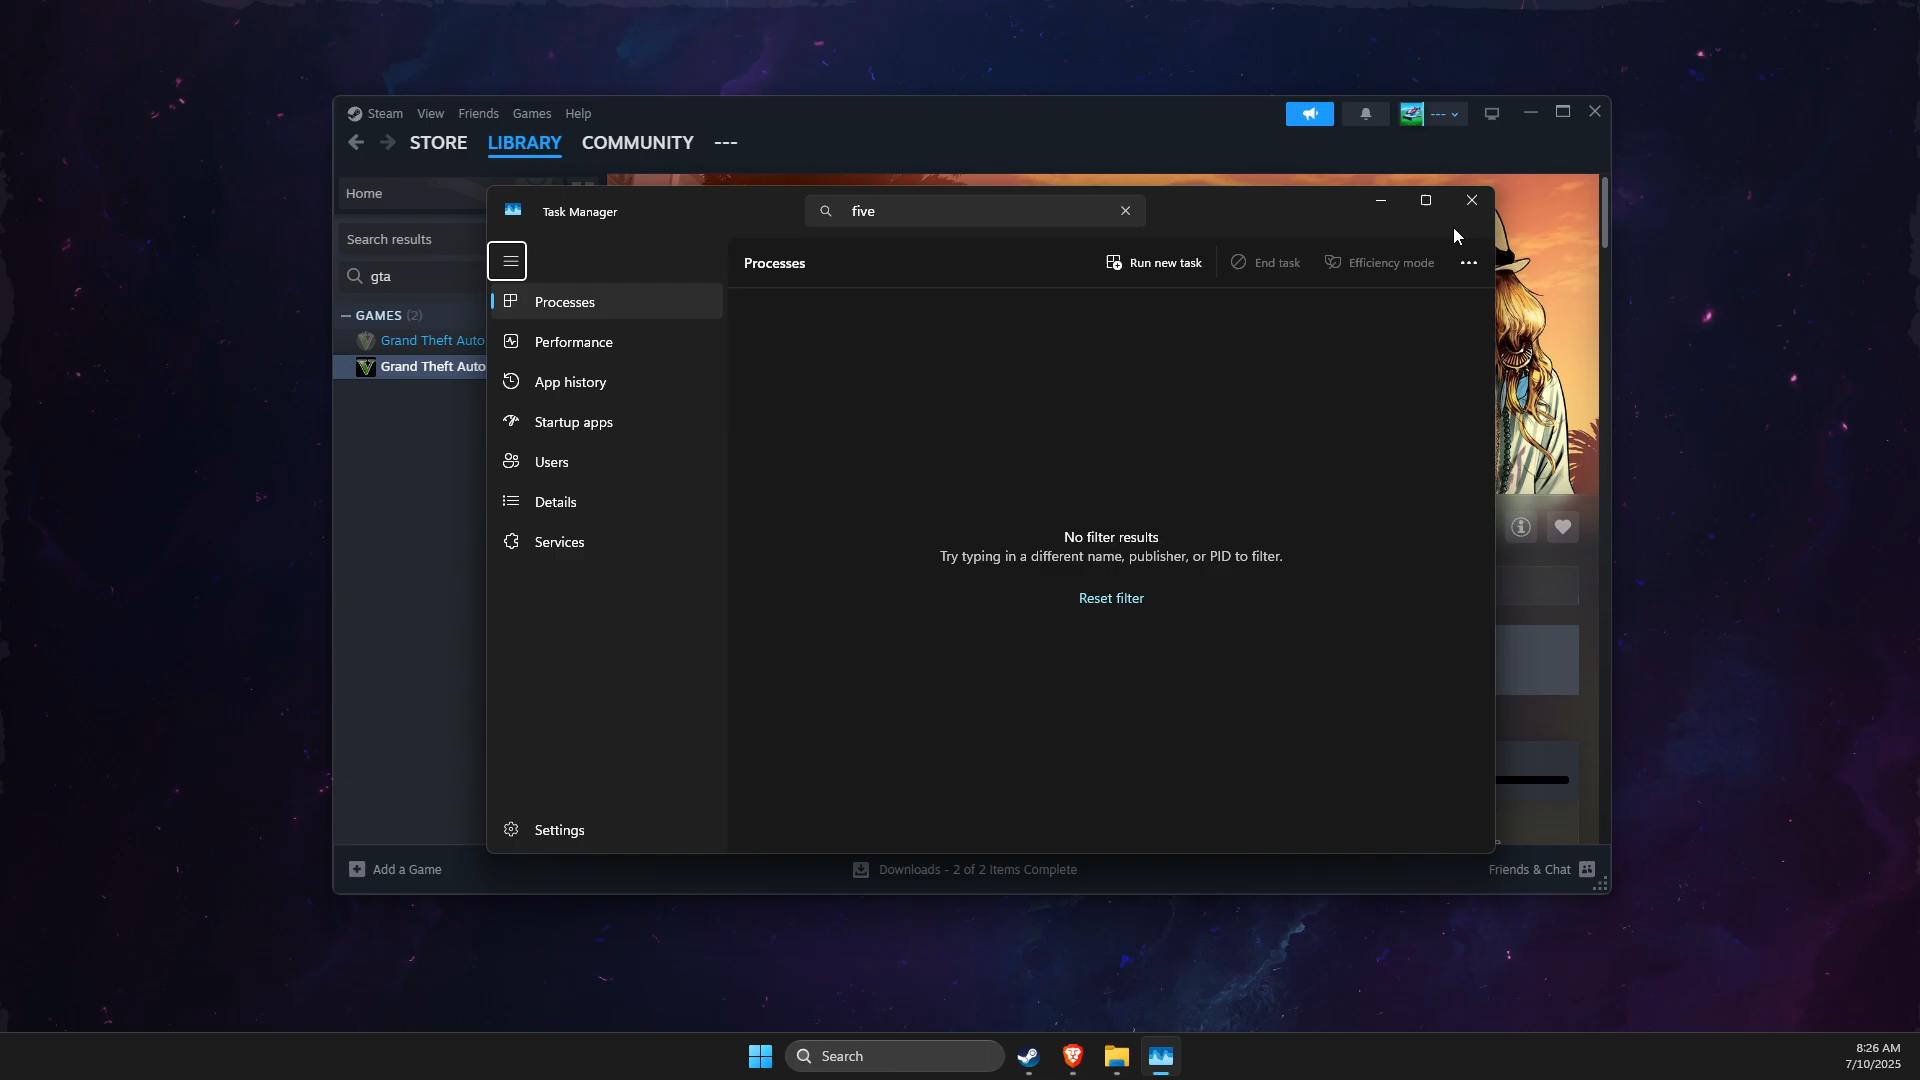 Steam View Friends Games Help
---
STORE LIBRARY COMMUNITY ---
Home
Search results
gta
GAMES (2)
Grand Theft Auto
Grand Theft Auto
Task Manager
five
Processes
Run new task
End task
Efficiency mode
Processes
Performance
App history
Startup apps
Users
Details
Services
No filter results
Try typing in a different name, publisher, or PID to filter.
Reset filter
Settings
Add a Game
Downloads - 2 of 2 Items Complete
Friends & Chat
Search
8:26 AM
7/10/2025